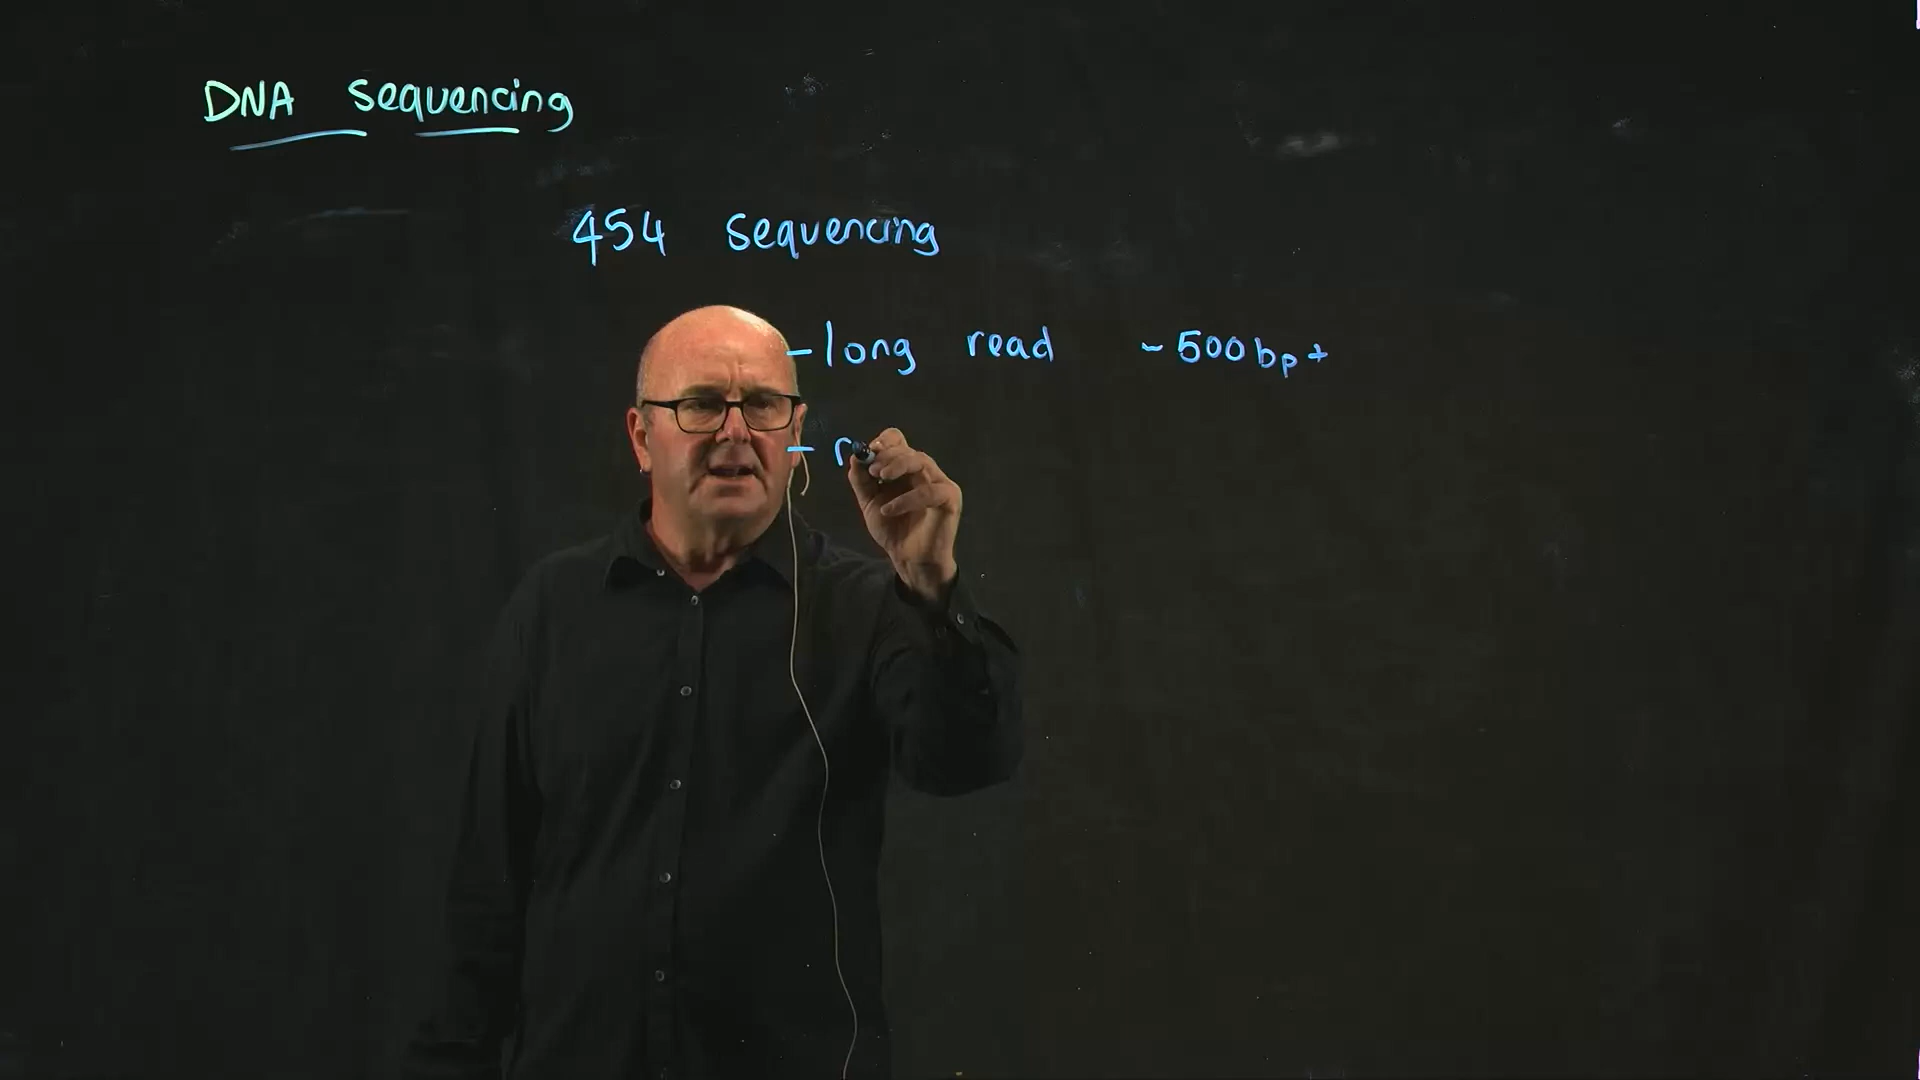 DNA sequencing
454 sequencing
- long read ~ 500bp +
- r